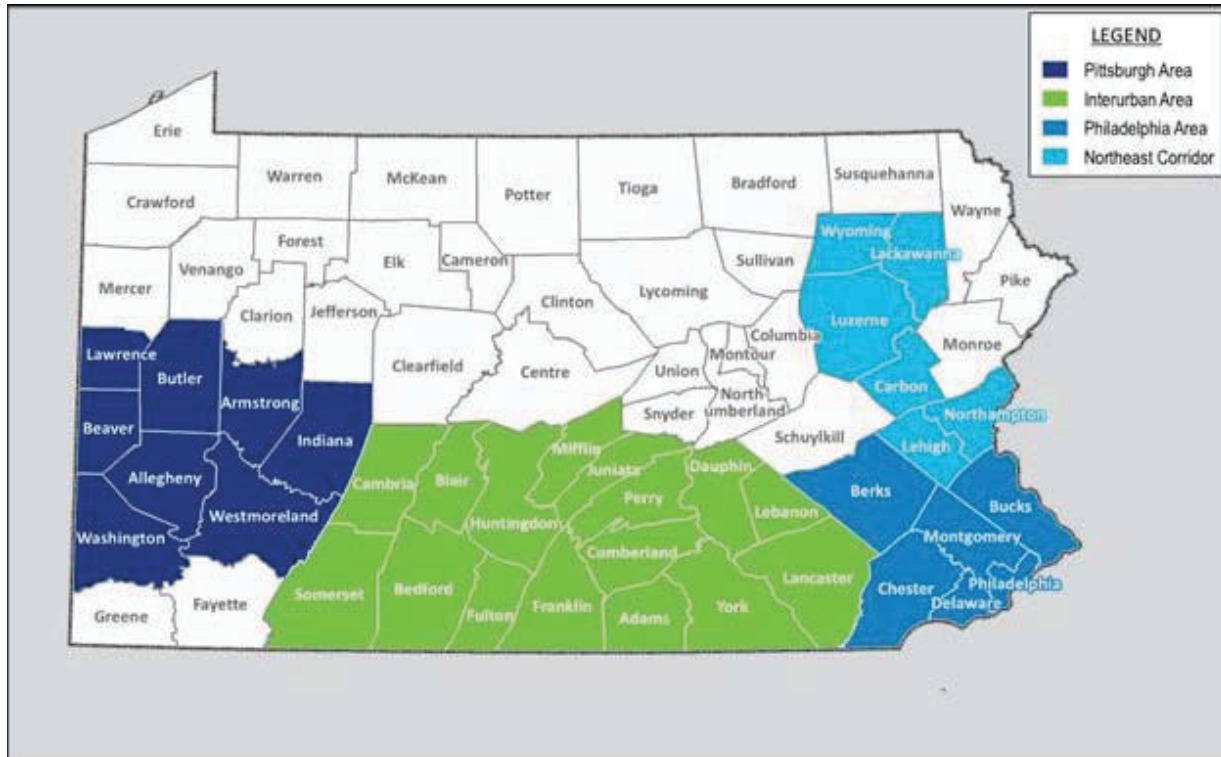 LEGEND
Pittsburgh Area
Interurban Area
Philadelphia Area
Northeast Corridor
Erie
Warren
McKean
Potter
Tioga
Bradford
Susquehanna
Wayne
Crawford
Forest
Wyoming
Lackawanna
Venango
Elk
Cameron
Sullivan
Mercer
Pike
Clarion
Jefferson
Clinton
Lycoming
Luzerne
Columbia
Lawrence
Butler
Clearfield
Centre
Union
Montour
Monroe
Carbon
Armstrong
Snyder
North
umberland
Northampton
Beaver
Indiana
Schuylkill
Lehigh
Allegheny
Mifflin
Juniata
Dauphin
Cambria
Blair
Perry
Berks
Bucks
Westmoreland
Huntingdon
Lebanon
Washington
Cumberland
Montgomery
Lancaster
Chester
Philadelphia
Somerset
Bedford
Fulton
Franklin
Adams
York
Delaware
Greene
Fayette